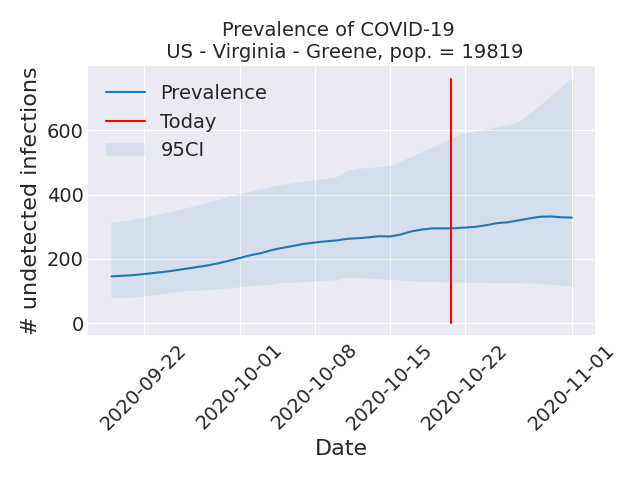 Prevalence of COVID-19
US - Virginia - Greene, pop. = 19819
# undetected infections
600
400
200
0
Prevalence
Today
95CI
2020-09-22
2020-10-01
2020-10-08
2020-10-15
2020-10-22
2020-11-01
Date